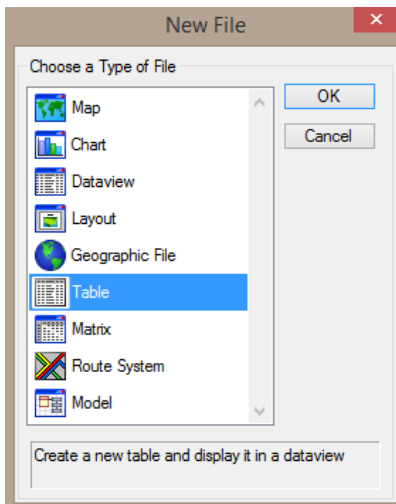 New File
Choose a Type of File
OK
Map
Cancel
Chart
Dataview
Layout
Geographic File
Table
Matrix
Route System
Model
Create a new table and display it in a dataview